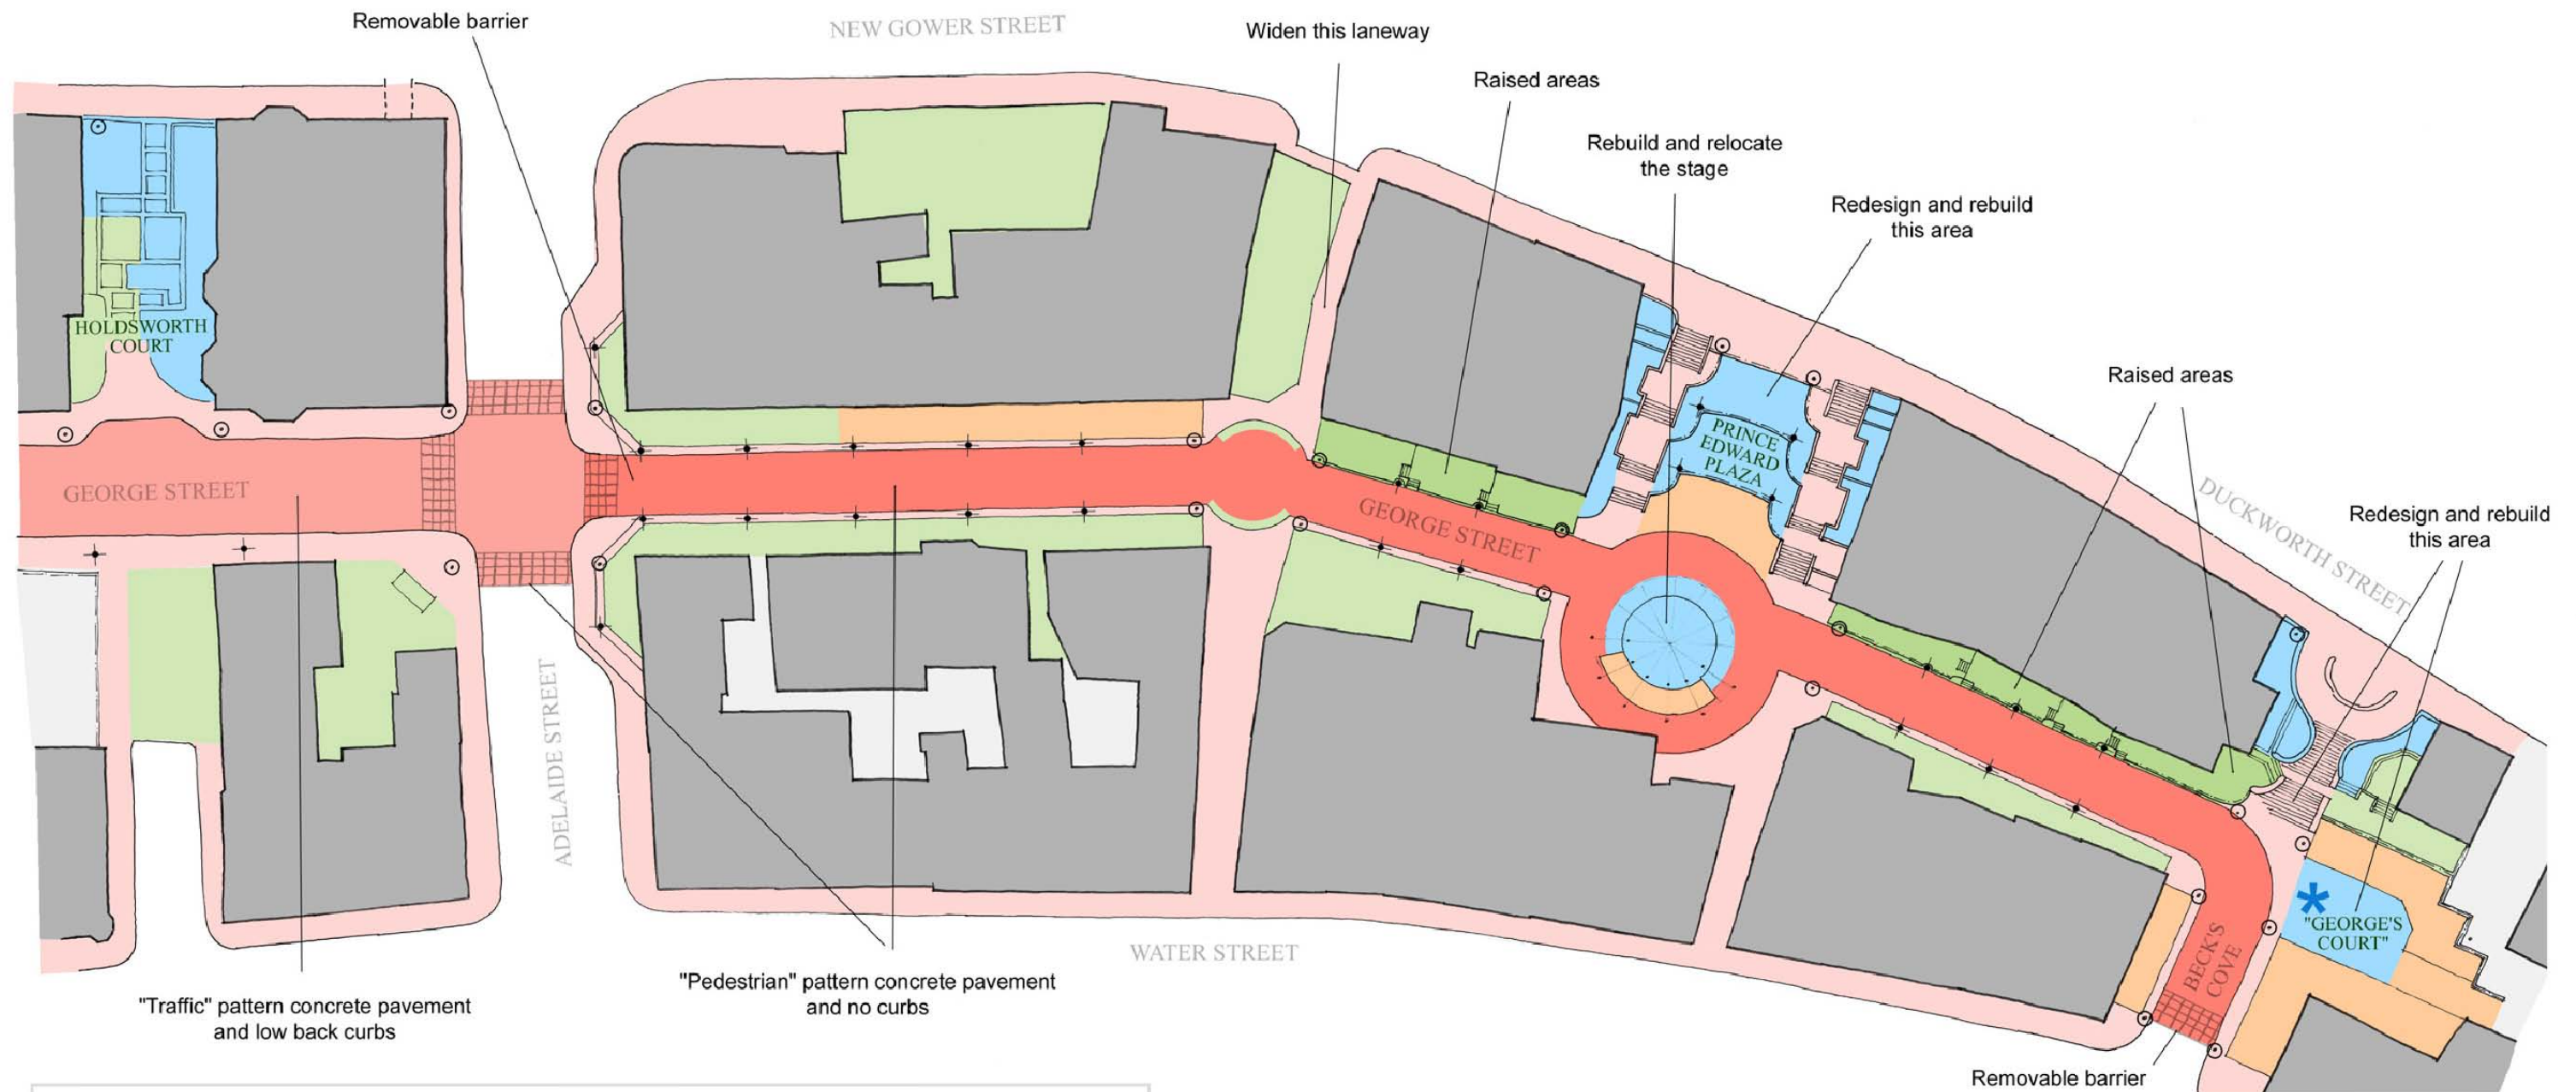 Removable barrier
NEW GOWER STREET
Widen this laneway
Raised areas
Rebuild and relocate
the stage
Redesign and rebuild
this area
HOLDSWORTH
COURT
Raised areas
PRINCE
EDWARD
PLAZA
GEORGE STREET
GEORGE STREET
DUCKWORTH STREET
Redesign and rebuild
this area
ADELAIDE STREET
*
"GEORGE'S
COURT"
BECK'S
COVE
WATER STREET
"Traffic" pattern concrete pavement
and low back curbs
"Pedestrian" pattern concrete pavement
and no curbs
Removable barrier